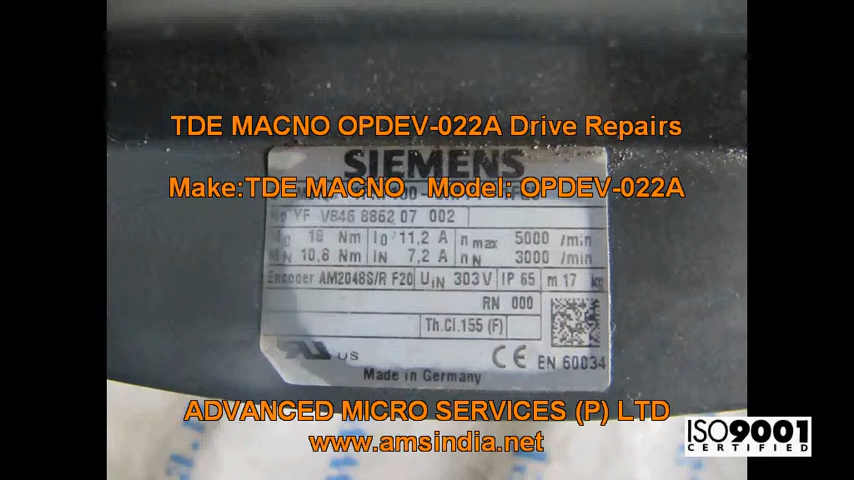 TDE MACNO OPDEV-022A Drive Repairs
SIEMENS
Make:TDE MACNO Model: OPDEV-022A
No YF V846 8862 07 002
M0 18 Nm I0 11,2 A nmax 5000 /min
MN 10,8 Nm IN 7,2 A nN 3000 /min
Encoder AM2048S/R F20 UIN 303 V IP 65 m 17 kg
RN 000
Th.Cl.155 (F)
US
CE EN 60034
Made in Germany
ADVANCED MICRO SERVICES (P) LTD
www.amsindia.net
ISO9001
CERTIFIED